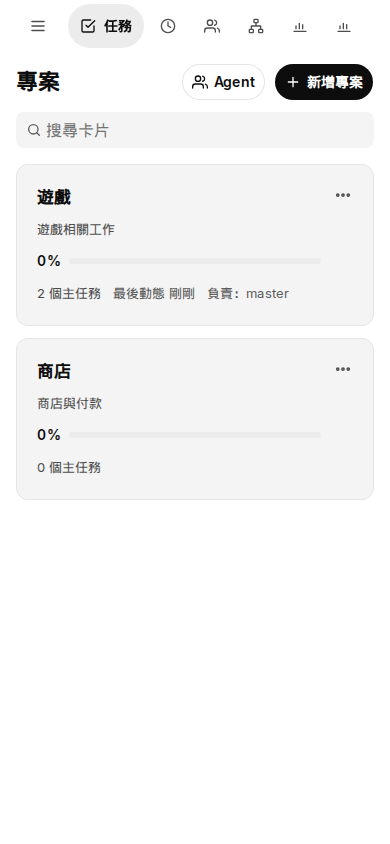 任務
專案
Agent
新增專案
搜尋卡片
遊戲
遊戲相關工作
0%
2 個主任務 最後動態 剛剛 負責：master
商店
商店與付款
0%
0 個主任務